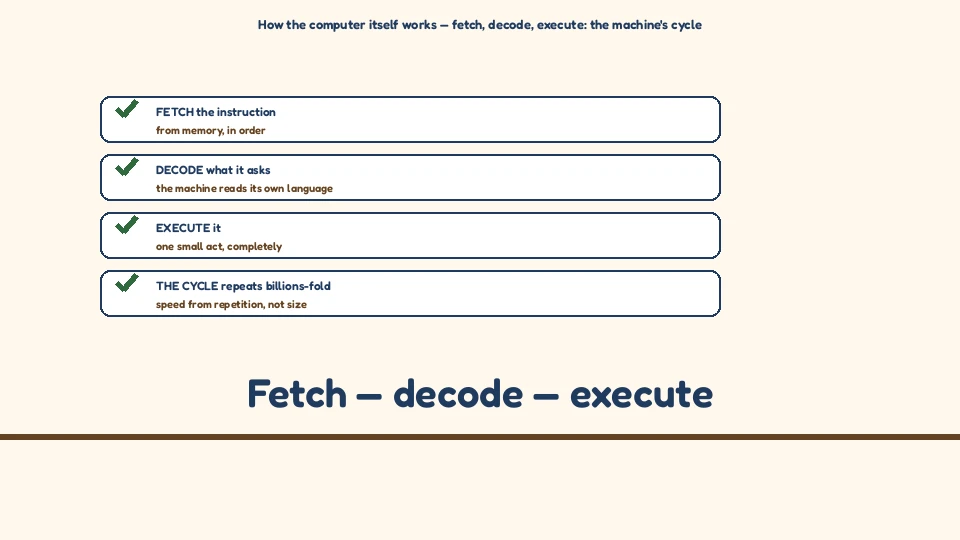 How the computer itself works — fetch, decode, execute: the machine's cycle
FETCH the instruction
from memory, in order
DECODE what it asks
the machine reads its own language
EXECUTE it
one small act, completely
THE CYCLE repeats billions-fold
speed from repetition, not size
Fetch — decode — execute